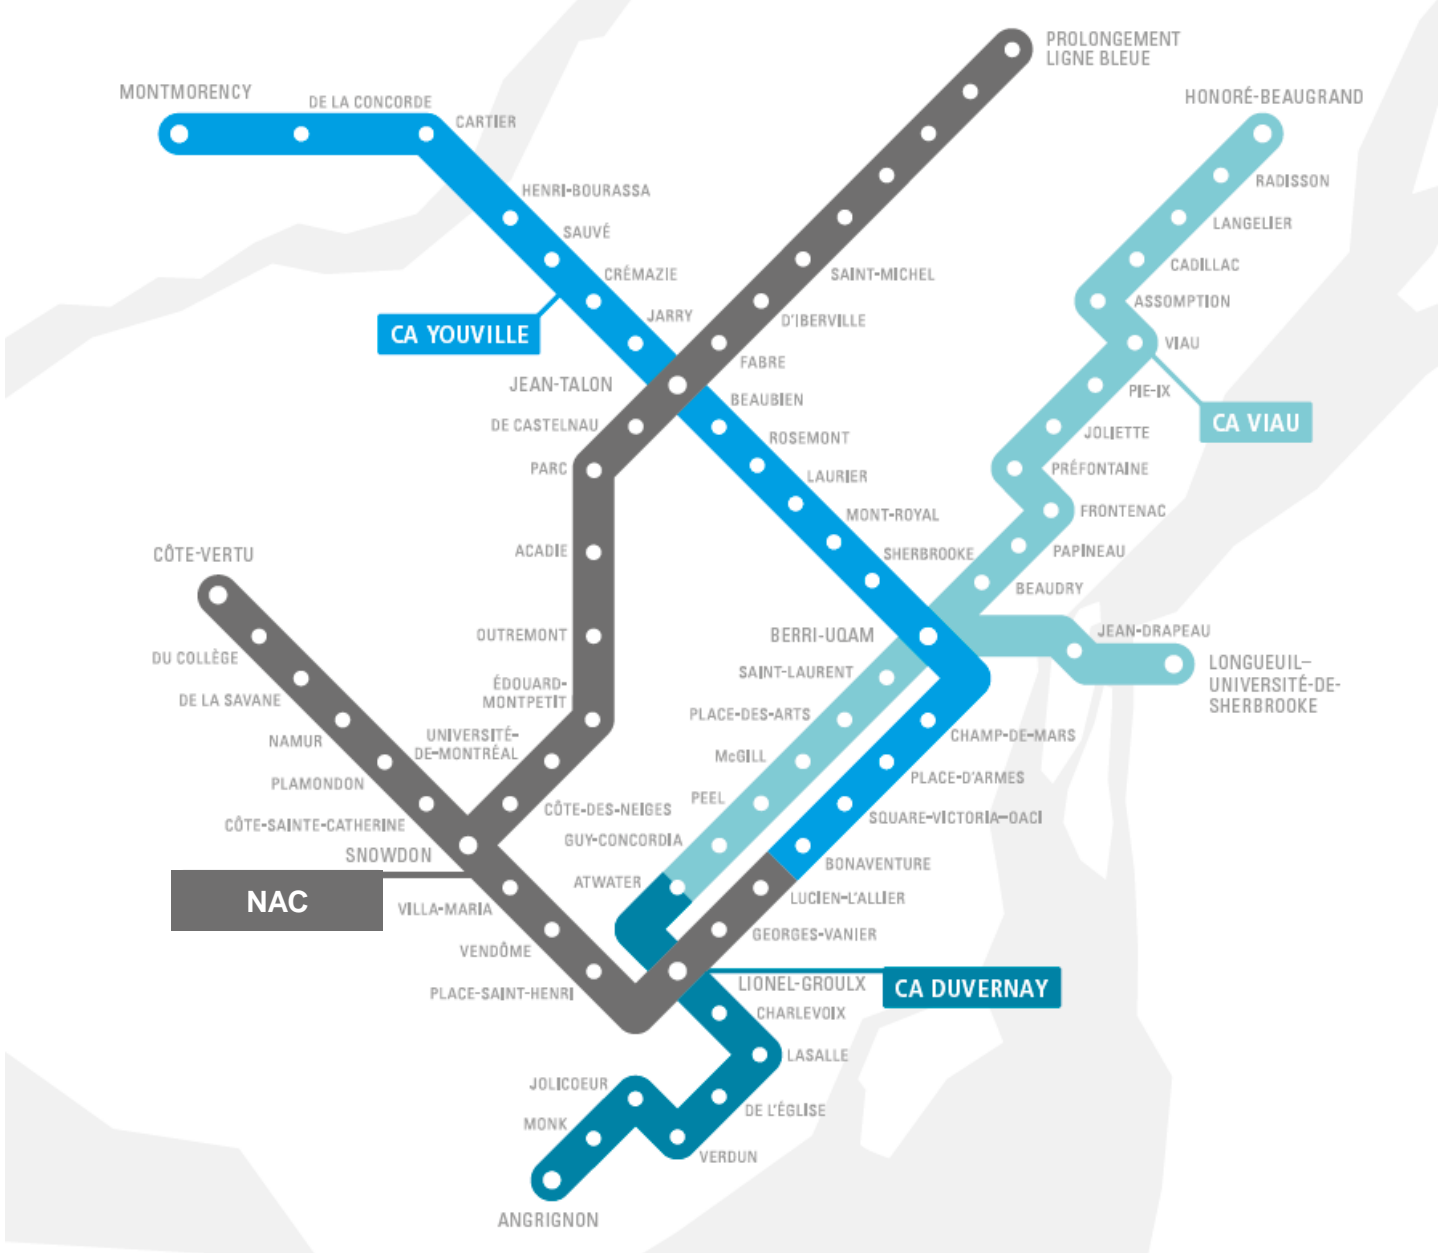 PROLONGEMENT
LIGNE BLEUE
MONTMORENCY
DE LA CONCORDE
CARTIER
HONORÉ-BEAUGRAND
RADISSON
HENRI-BOURASSA
LANGELIER
SAUVÉ
CADILLAC
CRÉMAZIE
SAINT-MICHEL
ASSOMPTION
JARRY
D'IBERVILLE
CA YOUVILLE
VIAU
FABRE
JEAN-TALON
PIE-IX
BEAUBIEN
CA VIAU
DE CASTELNAU
ROSEMONT
JOLIETTE
PARC
LAURIER
PRÉFONTAINE
MONT-ROYAL
FRONTENAC
CÔTE-VERTU
ACADIE
SHERBROOKE
PAPINEAU
BEAUDRY
OUTREMONT
BERRI-UQAM
JEAN-DRAPEAU
DU COLLÈGE
SAINT-LAURENT
LONGUEUIL–
UNIVERSITÉ-DE-
SHERBROOKE
ÉDOUARD-
MONTPETIT
DE LA SAVANE
PLACE-DES-ARTS
NAMUR
UNIVERSITÉ-
DE-MONTRÉAL
CHAMP-DE-MARS
McGILL
PLAMONDON
PLACE-D'ARMES
PEEL
CÔTE-DES-NEIGES
CÔTE-SAINTE-CATHERINE
SQUARE-VICTORIA–OACI
GUY-CONCORDIA
SNOWDON
BONAVENTURE
ATWATER
NAC
LUCIEN-L'ALLIER
VILLA-MARIA
GEORGES-VANIER
VENDÔME
LIONEL-GROULX
CA DUVERNAY
PLACE-SAINT-HENRI
CHARLEVOIX
LASALLE
JOLICOEUR
DE L'ÉGLISE
MONK
VERDUN
ANGRIGNON